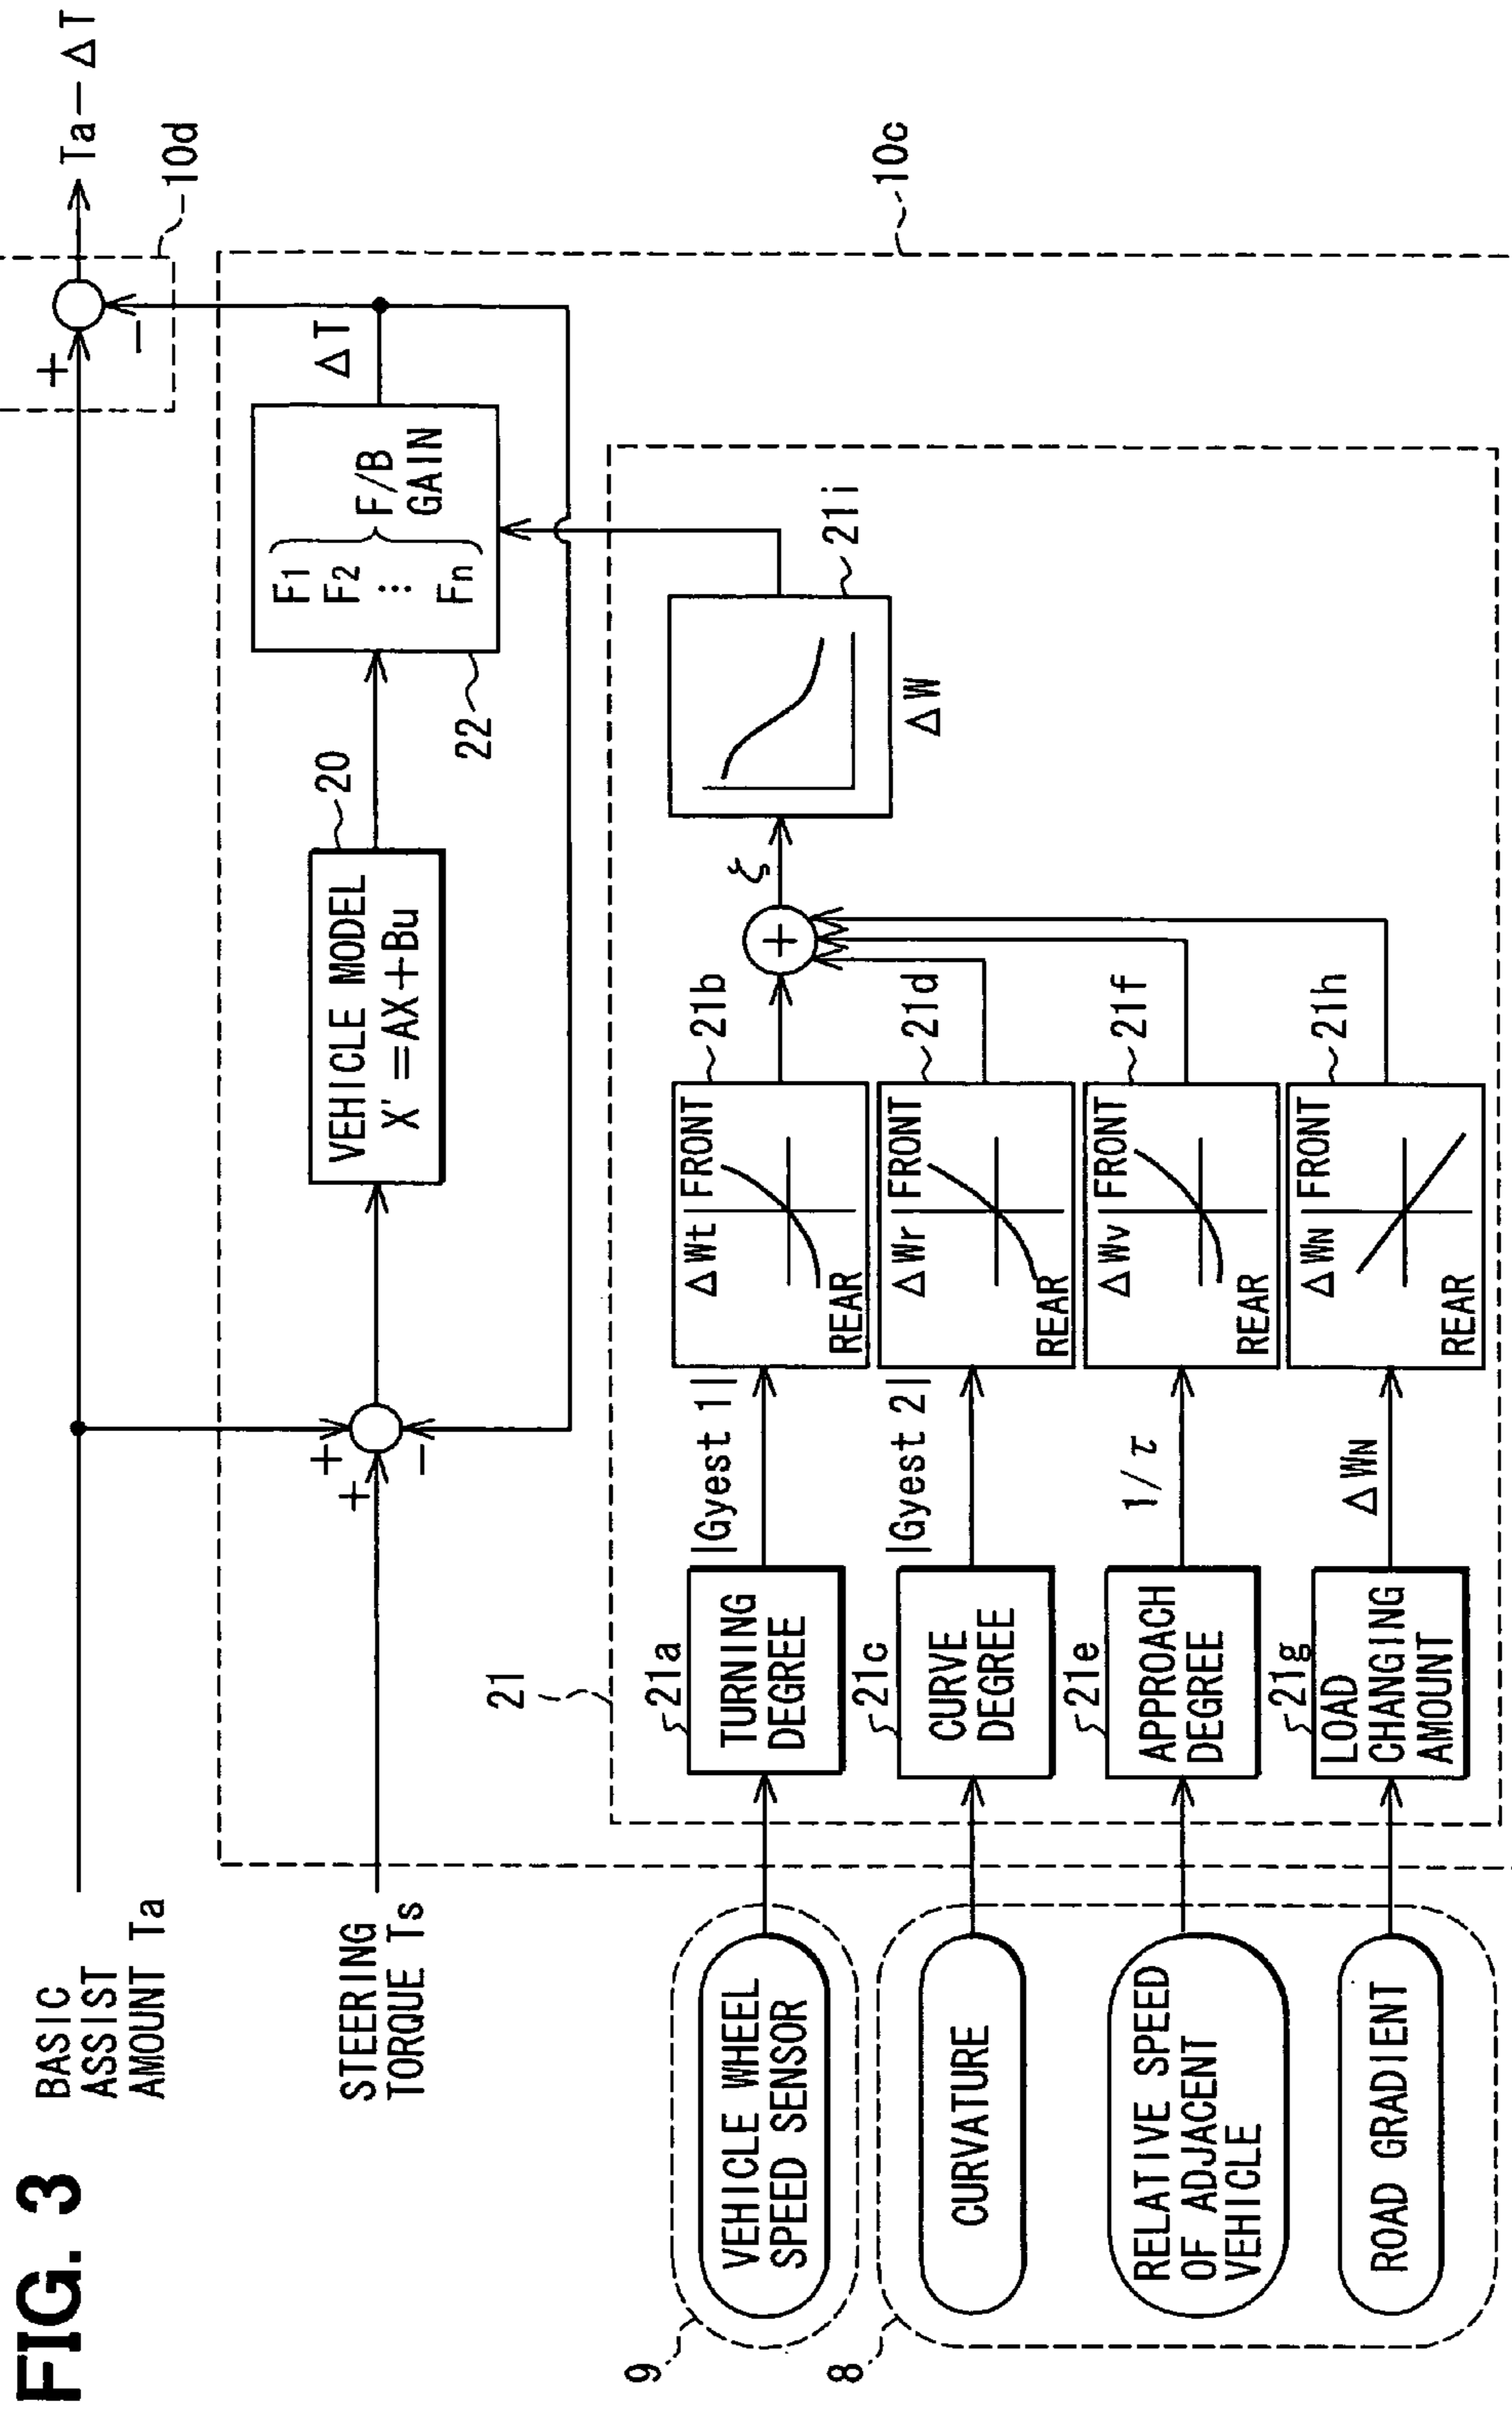 FIG. 3
BASIC
ASSIST
AMOUNT Ta
+
−
Ta−ΔT
10d
STEERING
TORQUE Ts
+
+
−
VEHICLE MODEL
X'=AX+Bu
20
F1
F2
⋮
Fn
F/B
GAIN
22
ΔT
10c
21
9
VEHICLE WHEEL
SPEED SENSOR
21a
TURNING
DEGREE
|Gyest 1|
ΔWt
FRONT
REAR
21b
+
ξ
21i
ΔW
8
CURVATURE
21c
CURVE
DEGREE
|Gyest 2|
ΔWr
FRONT
REAR
21d
RELATIVE SPEED
OF ADJACENT
VEHICLE
21e
APPROACH
DEGREE
1/τ
ΔWv
FRONT
REAR
21f
ROAD GRADIENT
21g
LOAD
CHANGING
AMOUNT
ΔWN
ΔWN
FRONT
REAR
21h